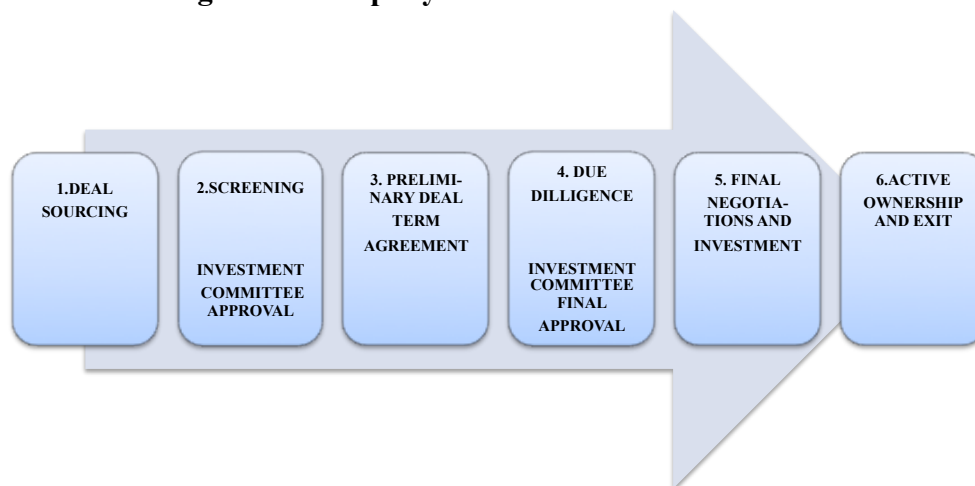 1.DEAL
SOURCING
2.SCREENING
INVESTMENT
COMMITTEE
APPROVAL
3. PRELIMI-
NARY DEAL
TERM
AGREEMENT
4. DUE
DILLIGENCE
INVESTMENT
COMMITTEE
FINAL
APPROVAL
5. FINAL
NEGOTIA-
TIONS AND
INVESTMENT
6.ACTIVE
OWNERSHIP
AND EXIT